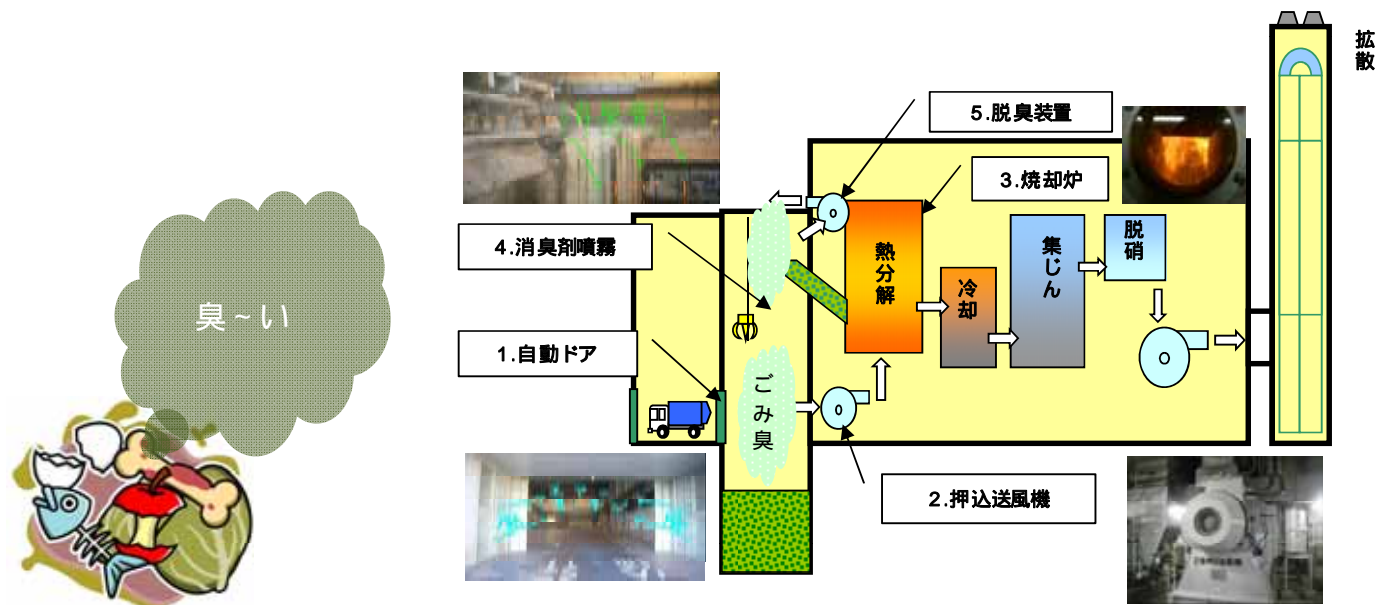 拡散
5.脱臭装置
3.焼却炉
4.消臭剤噴霧
熱分解
冷却
集じん
脱硝
臭~い
1.自動ドア
ごみ臭
2.押込送風機